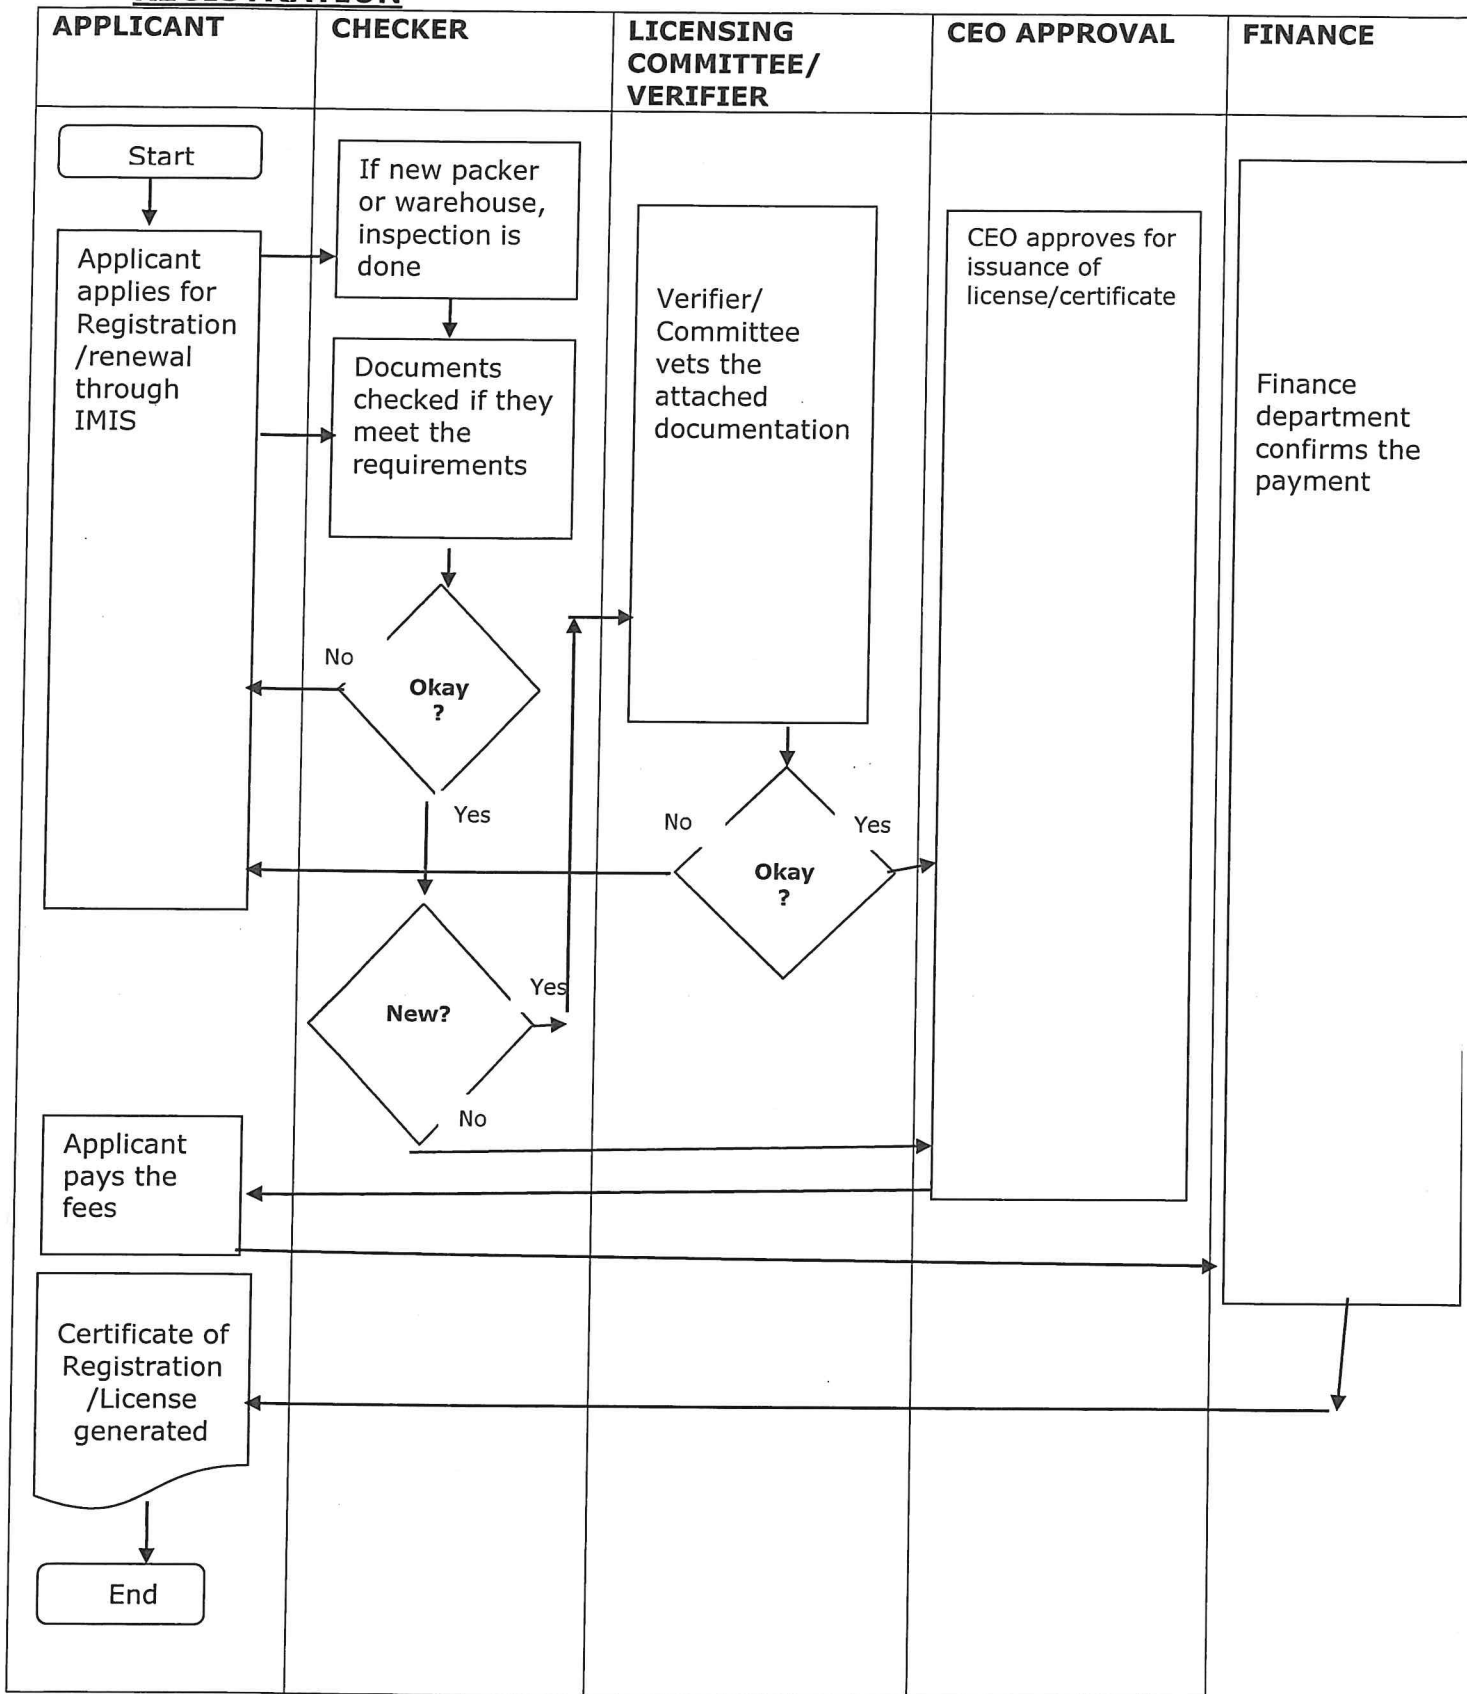 APPLICANT
CHECKER
LICENSING
COMMITTEE/
VERIFIER
CEO APPROVAL
FINANCE
Start
Applicant
applies for
Registration
/renewal
through
IMIS
If new packer
or warehouse,
inspection is
done
Documents
checked if they
meet the
requirements
No
Okay
?
Yes
New?
Yes
No
Verifier/
Committee
vets the
attached
documentation
No
Yes
Okay
?
CEO approves for
issuance of
license/certificate
Finance
department
confirms the
payment
Applicant
pays the
fees
Certificate of
Registration
/License
generated
End